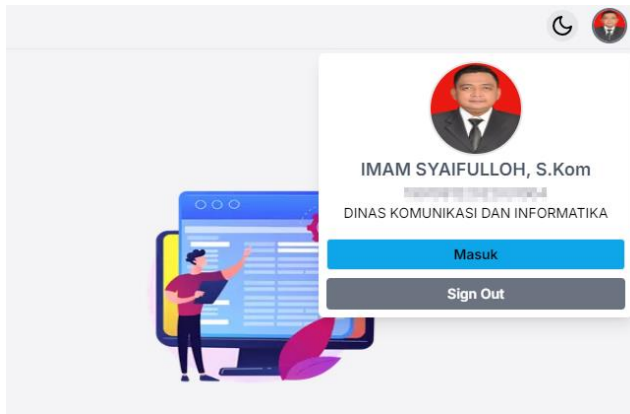 IMAM SYAIFULLOH, S.Kom
DINAS KOMUNIKASI DAN INFORMATIKA
Masuk
Sign Out